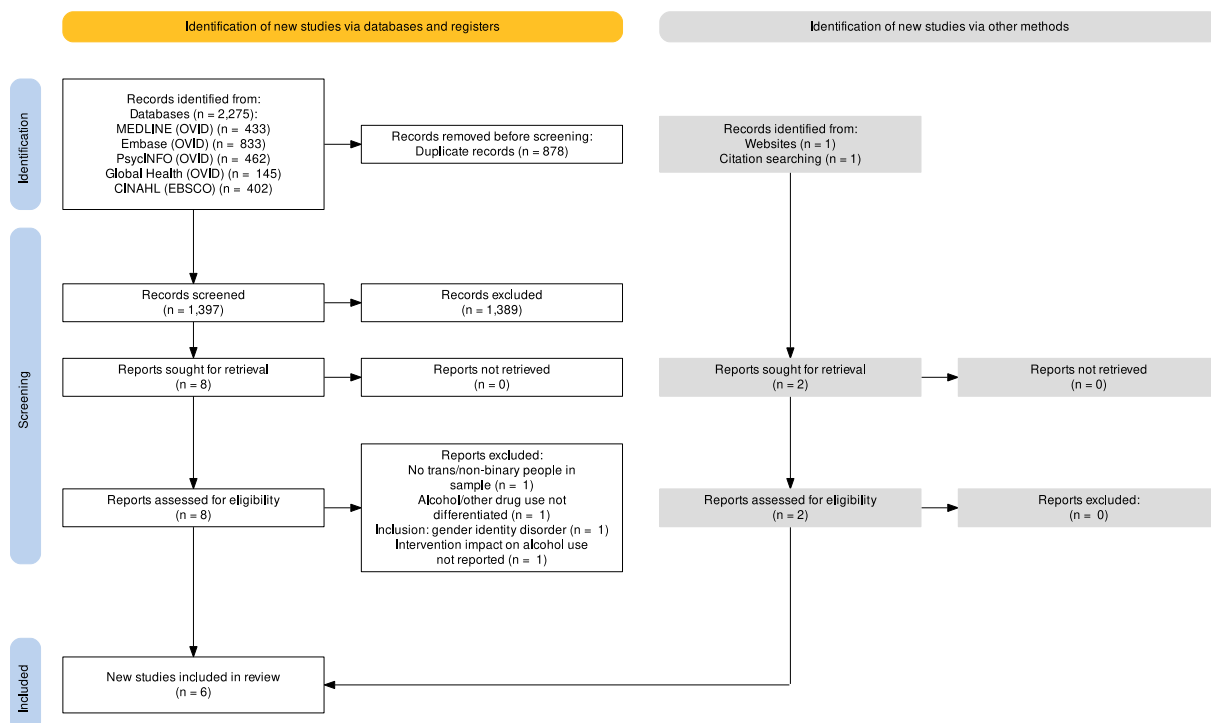 Identification of new studies via databases and registers
Identification of new studies via other methods
Identification
Records identified from:
Databases (n = 2,275):
MEDLINE (OVID) (n = 433)
Embase (OVID) (n = 833)
PsycINFO (OVID) (n = 462)
Global Health (OVID) (n = 145)
CINAHL (EBSCO) (n = 402)
Records removed before screening:
Duplicate records (n = 878)
Records identified from:
Websites (n = 1)
Citation searching (n = 1)
Screening
Records screened
(n = 1,397)
Records excluded
(n = 1,389)
Reports sought for retrieval
(n = 8)
Reports not retrieved
(n = 0)
Reports sought for retrieval
(n = 2)
Reports not retrieved
(n = 0)
Reports assessed for eligibility
(n = 8)
Reports excluded:
No trans/non-binary people in
sample (n = 1)
Alcohol/other drug use not
differentiated (n = 1)
Inclusion: gender identity disorder (n = 1)
Intervention impact on alcohol use
not reported (n = 1)
Reports assessed for eligibility
(n = 2)
Reports excluded:
(n = 0)
Included
New studies included in review
(n = 6)